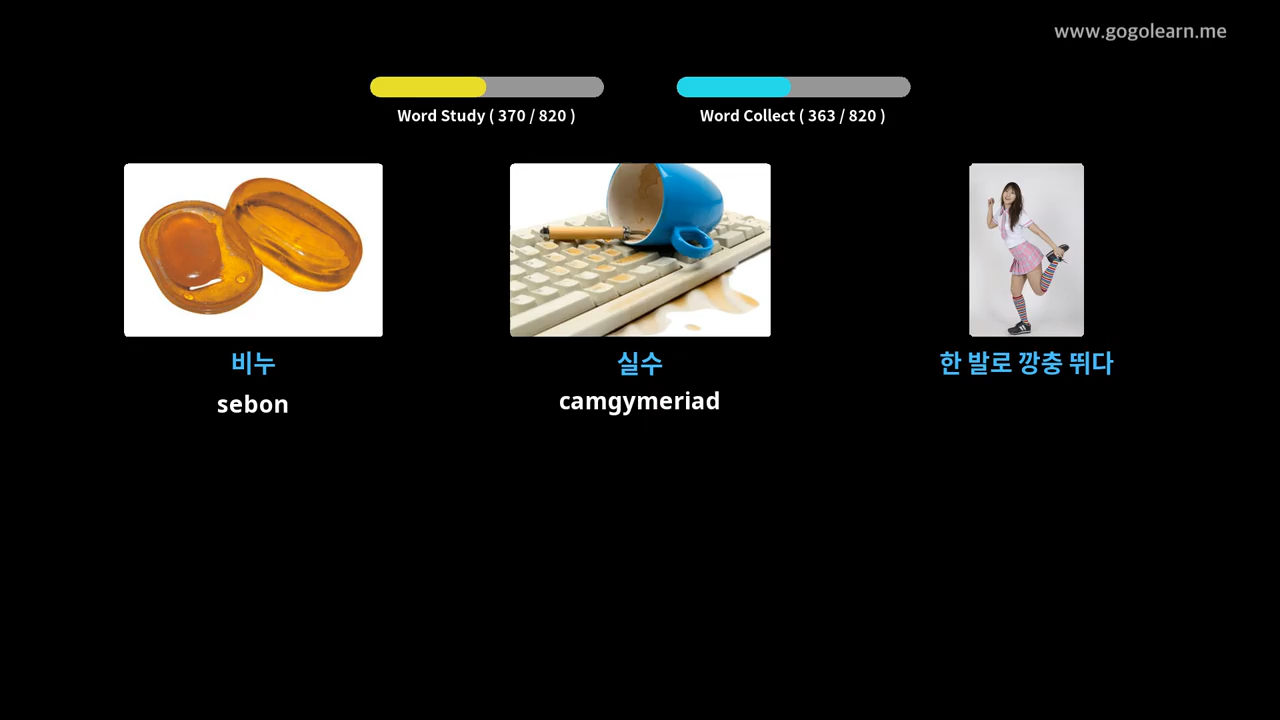 www.gogolearn.me
Word Study ( 370 / 820 )
Word Collect ( 363 / 820 )
비누
sebon
실수
camgymeriad
한 발로 깡충 뛰다